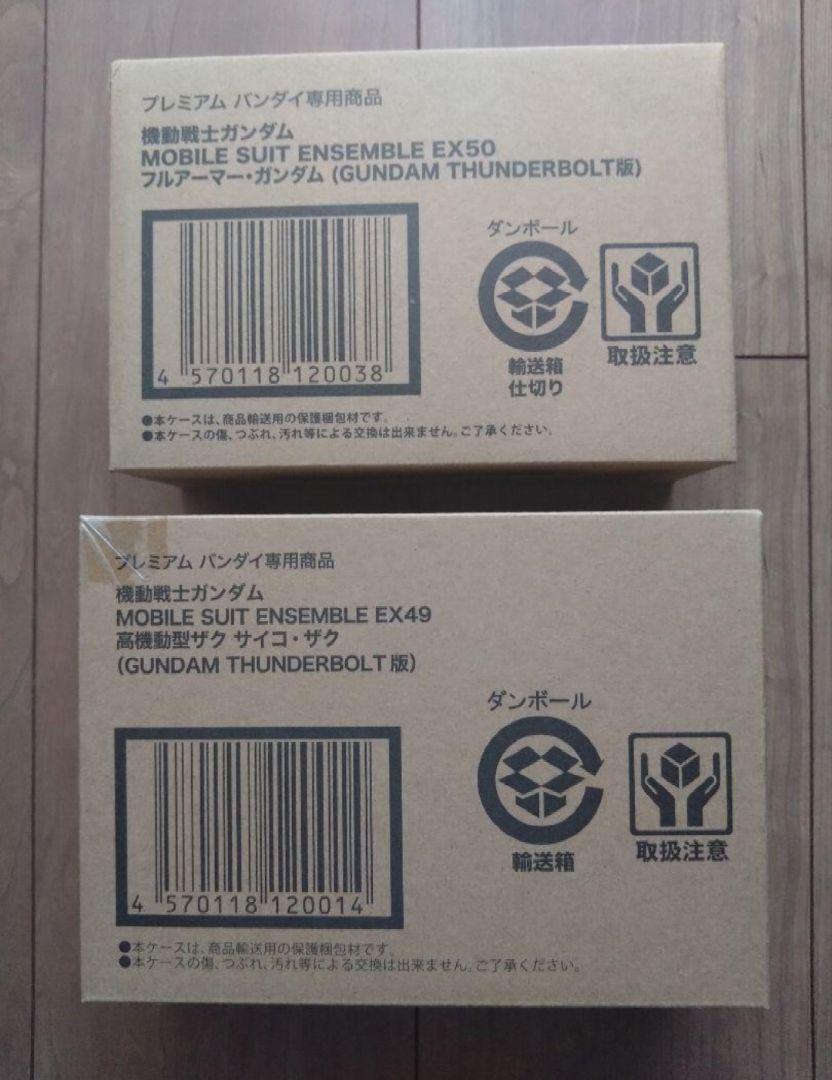 プレミアム バンダイ専用商品
機動戦士ガンダム
MOBILE SUIT ENSEMBLE EX50
フルアーマー・ガンダム (GUNDAM THUNDERBOLT版)
ダンボール
輸送箱
仕切り
取扱注意
4 570118 120038
●本ケースは、商品輸送用の保護梱包材です。
●本ケースの傷、つぶれ、汚れ等による交換は出来ません。ご了承ください。
プレミアム バンダイ専用商品
機動戦士ガンダム
MOBILE SUIT ENSEMBLE EX49
高機動型ザク サイコ・ザク
(GUNDAM THUNDERBOLT版)
ダンボール
輸送箱
取扱注意
4 570118 120014
●本ケースは、商品輸送用の保護梱包材です。
●本ケースの傷、つぶれ、汚れ等による交換は出来ません。ご了承ください。